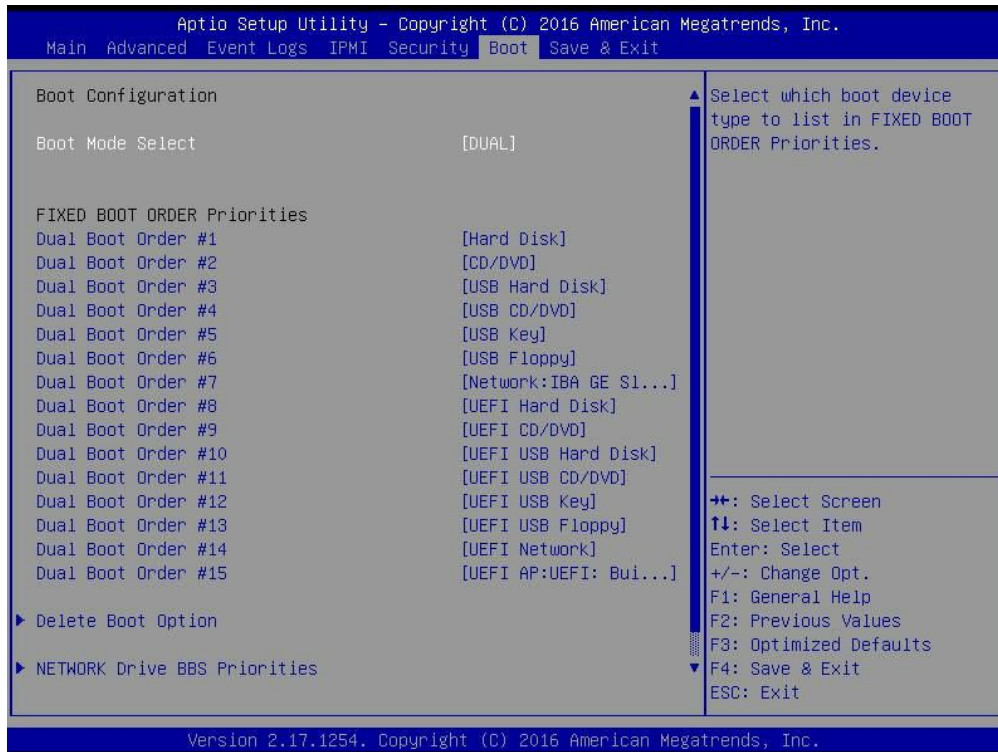 Aptio Setup Utility – Copyright (C) 2016 American Megatrends, Inc.
Main Advanced Event Logs IPMI Security Boot Save & Exit
Boot Configuration
Boot Mode Select [DUAL]
FIXED BOOT ORDER Priorities
Dual Boot Order #1 [Hard Disk]
Dual Boot Order #2 [CD/DVD]
Dual Boot Order #3 [USB Hard Disk]
Dual Boot Order #4 [USB CD/DVD]
Dual Boot Order #5 [USB Key]
Dual Boot Order #6 [USB Floppy]
Dual Boot Order #7 [Network:IBA GE Sl...]
Dual Boot Order #8 [UEFI Hard Disk]
Dual Boot Order #9 [UEFI CD/DVD]
Dual Boot Order #10 [UEFI USB Hard Disk]
Dual Boot Order #11 [UEFI USB CD/DVD]
Dual Boot Order #12 [UEFI USB Key]
Dual Boot Order #13 [UEFI USB Floppy]
Dual Boot Order #14 [UEFI Network]
Dual Boot Order #15 [UEFI AP:UEFI: Bui...]
Delete Boot Option
NETWORK Drive BBS Priorities
Select which boot device
type to list in FIXED BOOT
ORDER Priorities.
→←: Select Screen
↑↓: Select Item
Enter: Select
+/-: Change Opt.
F1: General Help
F2: Previous Values
F3: Optimized Defaults
F4: Save & Exit
ESC: Exit
Version 2.17.1254. Copyright (C) 2016 American Megatrends, Inc.